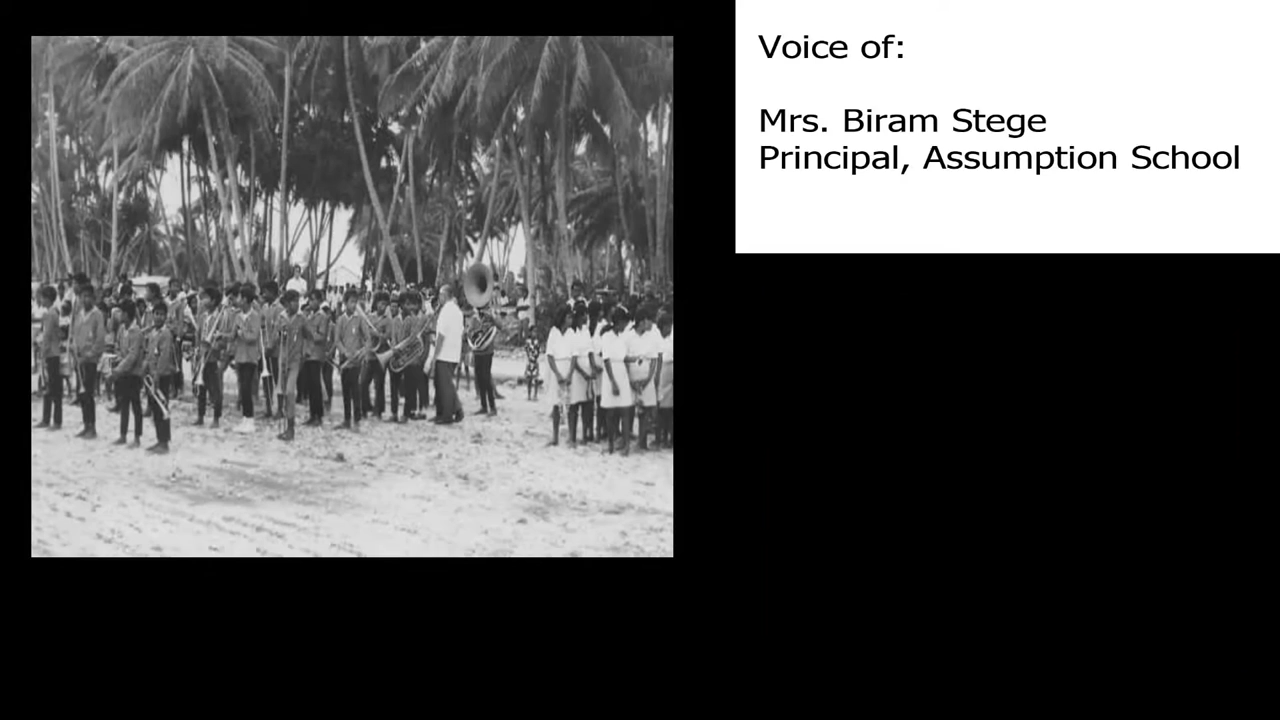 Voice of:
Mrs. Biram Stege
Principal, Assumption School